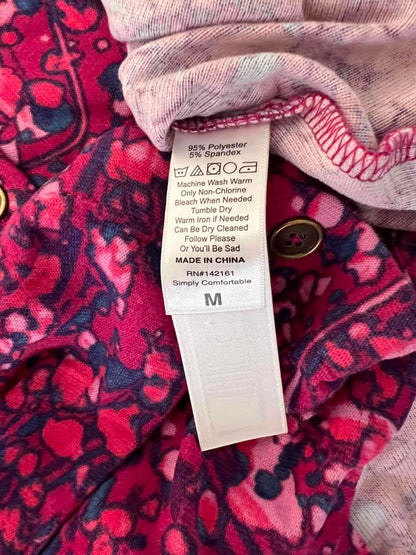 95% Polyester
5% Spandex
Machine Wash Warm
Only Non-Chlorine
Bleach When Needed
Tumble Dry
Warm Iron if Needed
Can Be Dry Cleaned
Follow Please
Or You'll Be Sad
MADE IN CHINA
RN#142161
Simply Comfortable
M